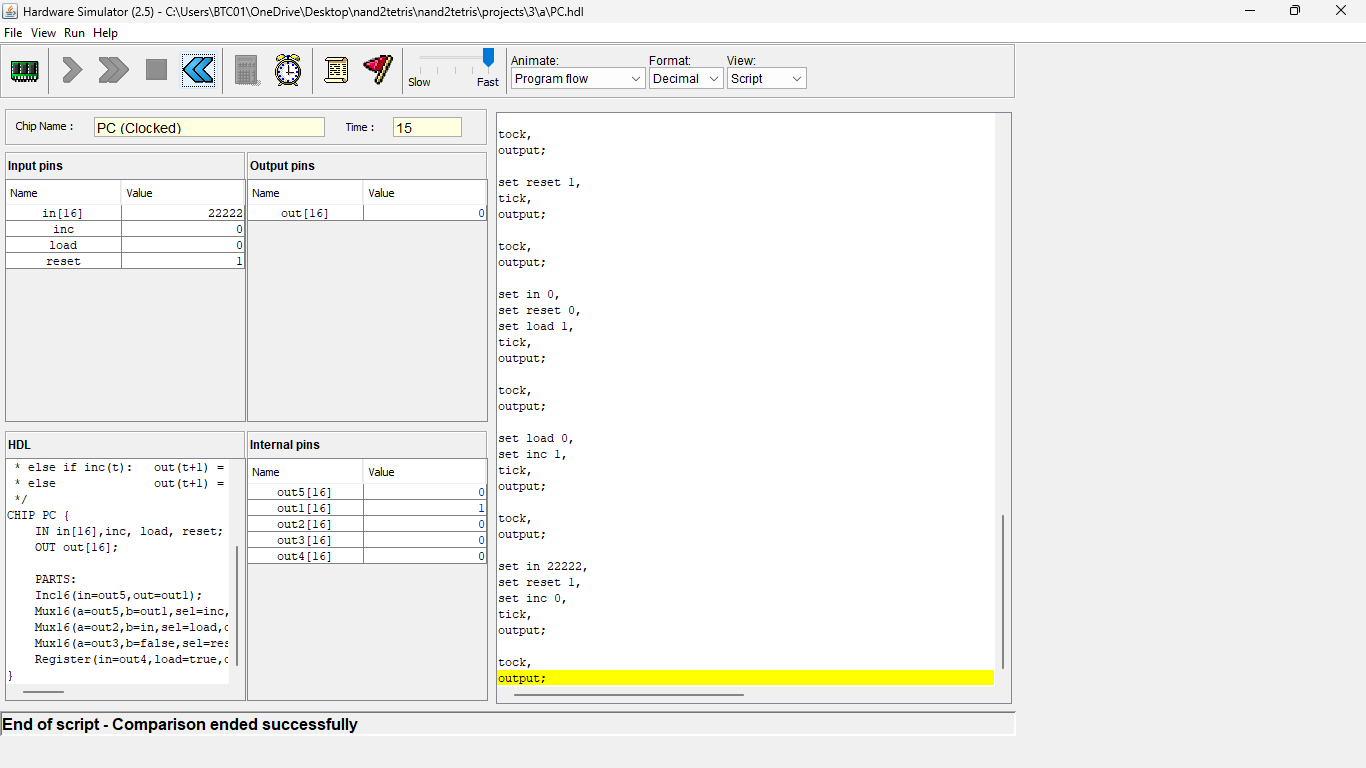 Hardware Simulator (2.5) - C:\Users\BTC01\OneDrive\Desktop\nand2tetris\nand2tetris\projects\3\a\PC.hdl
File View Run Help
Slow Fast
Animate: Format: View:
Program flow Decimal Script
Chip Name : PC (Clocked) Time : 15
Input pins
Name Value
in[16] 22222
inc 0
load 0
reset 1
Output pins
Name Value
out[16] 0
HDL
* else if inc(t): out(t+1) =
* else out(t+1) =
*/
CHIP PC {
IN in[16],inc, load, reset;
OUT out[16];
PARTS:
Inc16(in=out5,out=out1);
Mux16(a=out5,b=out1,sel=inc,
Mux16(a=out2,b=in,sel=load,
Mux16(a=out3,b=false,sel=res
Register(in=out4,load=true,
}
Internal pins
Name Value
out5[16] 0
out1[16] 1
out2[16] 0
out3[16] 0
out4[16] 0
tock,
output;
set reset 1,
tick,
output;
tock,
output;
set in 0,
set reset 0,
set load 1,
tick,
output;
tock,
output;
set load 0,
set inc 1,
tick,
output;
tock,
output;
set in 22222,
set reset 1,
set inc 0,
tick,
output;
tock,
output;
End of script - Comparison ended successfully